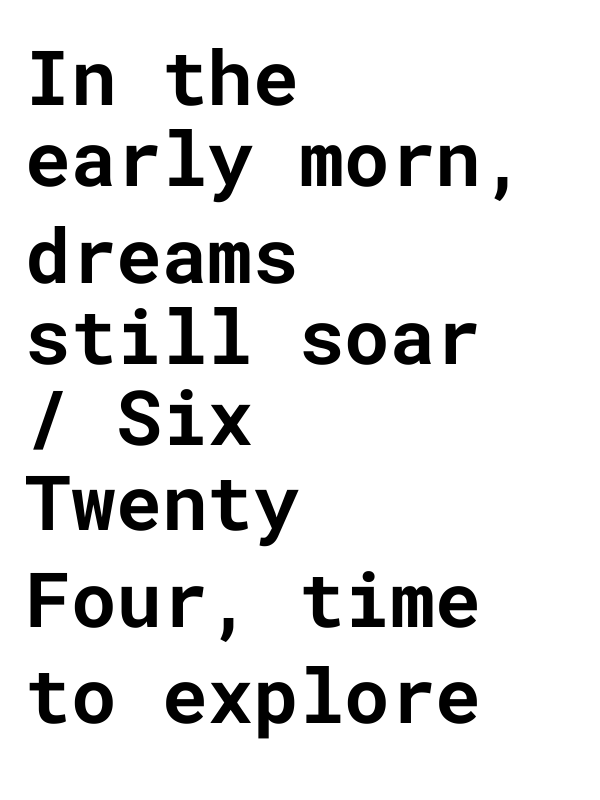 In the
early morn,
dreams
still soar
/ Six
Twenty
Four, time
to explore